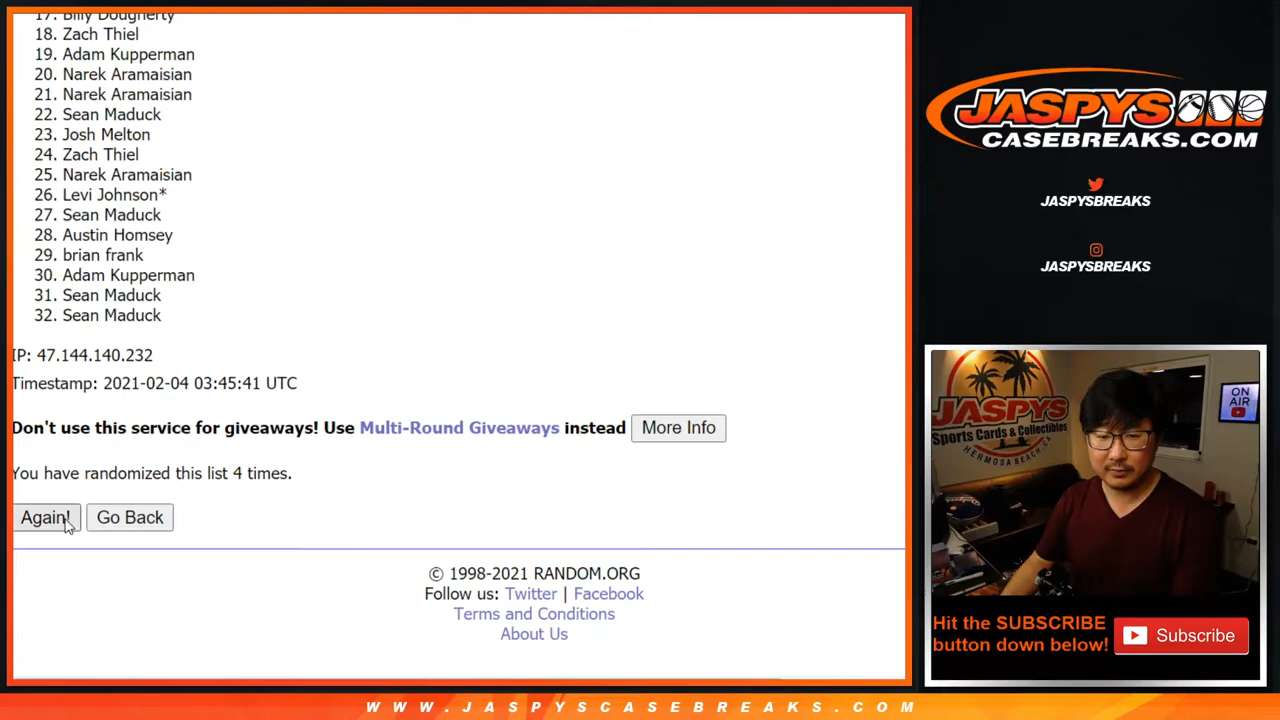 17. Billy Dougherty
18. Zach Thiel
19. Adam Kupperman
20. Narek Aramaisian
21. Narek Aramaisian
22. Sean Maduck
23. Josh Melton
24. Zach Thiel
25. Narek Aramaisian
26. Levi Johnson*
27. Sean Maduck
28. Austin Homsey
29. brian frank
30. Adam Kupperman
31. Sean Maduck
32. Sean Maduck
IP: 47.144.140.232
Timestamp: 2021-02-04 03:45:41 UTC
Don't use this service for giveaways! Use Multi-Round Giveaways instead More Info
You have randomized this list 4 times.
Again! Go Back
© 1998-2021 RANDOM.ORG
Follow us: Twitter | Facebook
Terms and Conditions
About Us
JASPYS
CASEBREAKS.COM
JASPYSBREAKS
JASPYSBREAKS
JASPYS
Sports Cards & Collectibles
HERMOSA BEACH, CA
ON
AIR
Hit the SUBSCRIBE
button down below!
Subscribe
WWW.JASPYSCASEBREAKS.COM